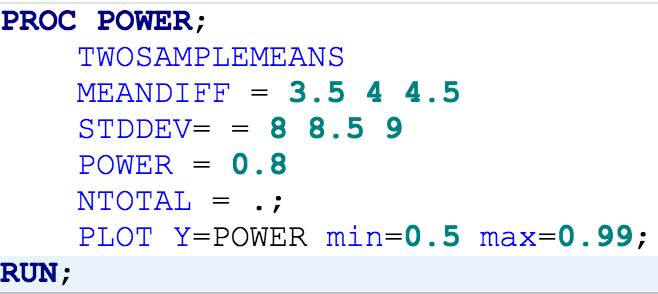 PROC POWER;
TWOSAMPLEMEANS
MEANDIFF = 3.5 4 4.5
STDDEV= = 8 8.5 9
POWER = 0.8
NTOTAL = .;
PLOT Y=POWER min=0.5 max=0.99;
RUN;